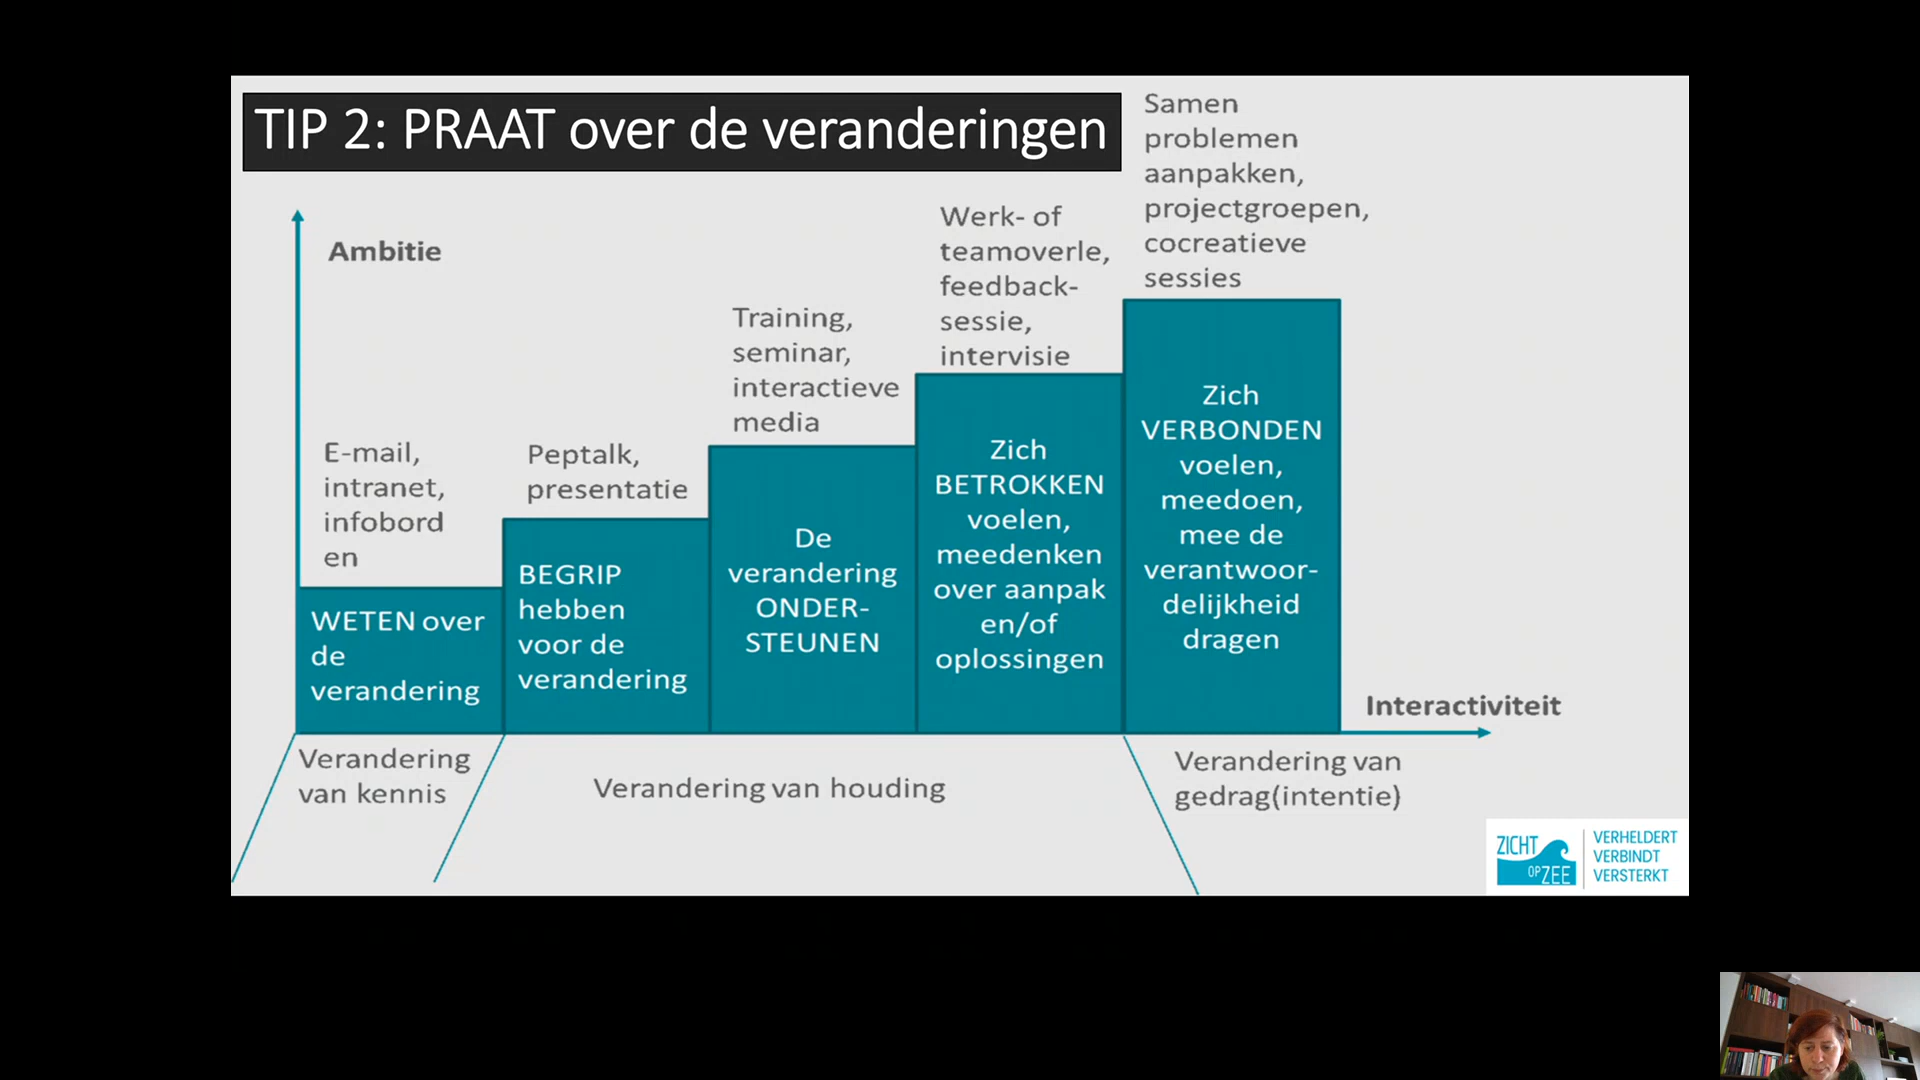 TIP 2: PRAAT over de veranderingen
Ambitie
E-mail,
intranet,
infobord
en
WETEN over
de
verandering
Peptalk,
presentatie
BEGRIP
hebben
voor de
verandering
Training,
seminar,
interactieve
media
De
verandering
ONDER-
STEUNEN
Werk- of
teamoverle,
feedback-
sessie,
intervisie
Zich
BETROKKEN
voelen,
meedenken
over aanpak
en/of
oplossingen
Samen
problemen
aanpakken,
projectgroepen,
cocreatieve
sessies
Zich
VERBONDEN
voelen,
meedoen,
mee de
verantwoor-
delijkheid
dragen
Interactiviteit
Verandering
van kennis
Verandering van houding
Verandering van
gedrag(intentie)
ZICHT
OP ZEE
VERHELDERT
VERBINDT
VERSTERKT